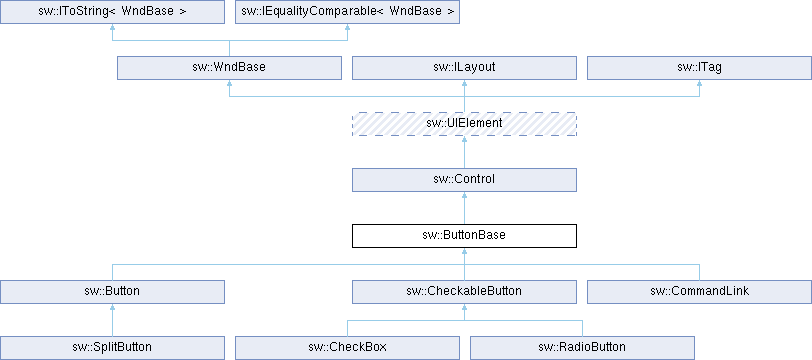 sw::IToString< WndBase >
sw::IEqualityComparable< WndBase >
sw::WndBase
sw::ILayout
sw::ITag
sw::UIElement
sw::Control
sw::ButtonBase
sw::Button
sw::CheckableButton
sw::CommandLink
sw::SplitButton
sw::CheckBox
sw::RadioButton